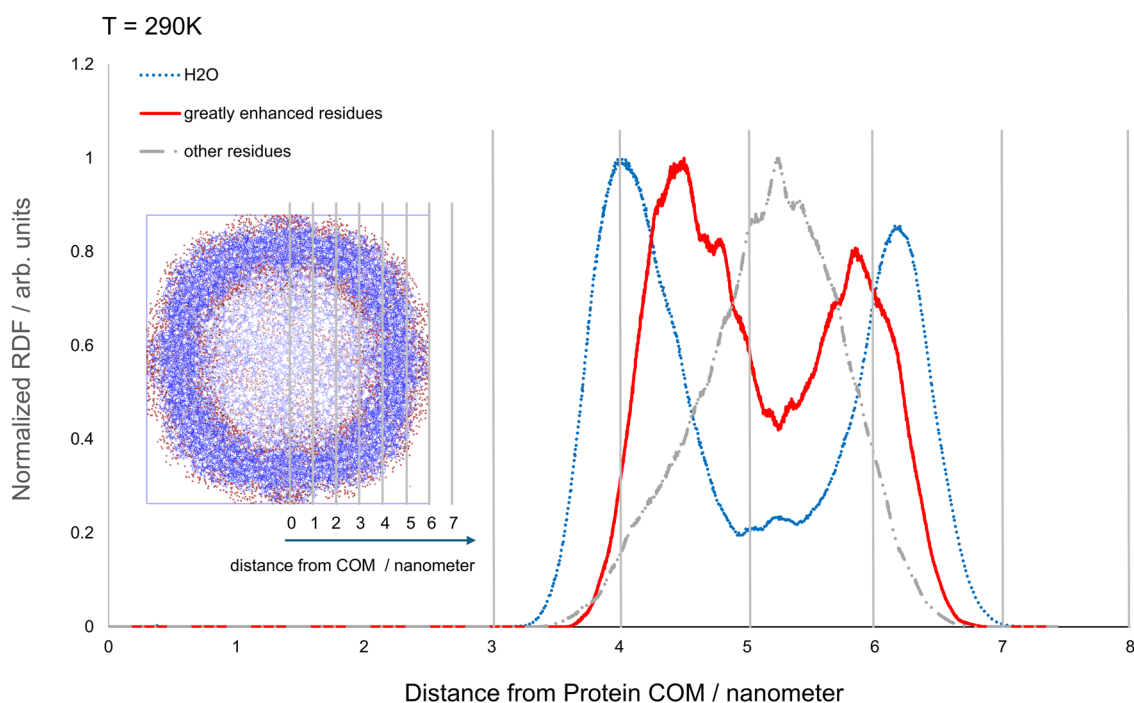 T = 290K
1.2
H2O
greatly enhanced residues
1
other residues
0.8
Normalized RDF / arb. units
0.6
0.4
0 1 2 3 4 5 6 7
distance from COM / nanometer
0.2
0
0 1 2 3 4 5 6 7 8
Distance from Protein COM / nanometer